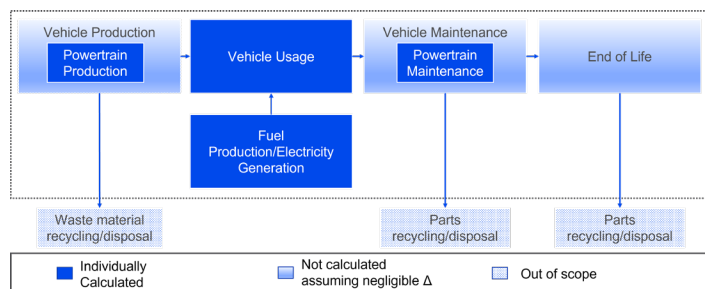 Vehicle Production
Powertrain
Production
Vehicle Usage
Vehicle Maintenance
Powertrain
Maintenance
End of Life
Fuel
Production/Electricity
Generation
Waste material
recycling/disposal
Parts
recycling/disposal
Parts
recycling/disposal
Individually
Calculated
Not calculated
assuming negligible Δ
Out of scope